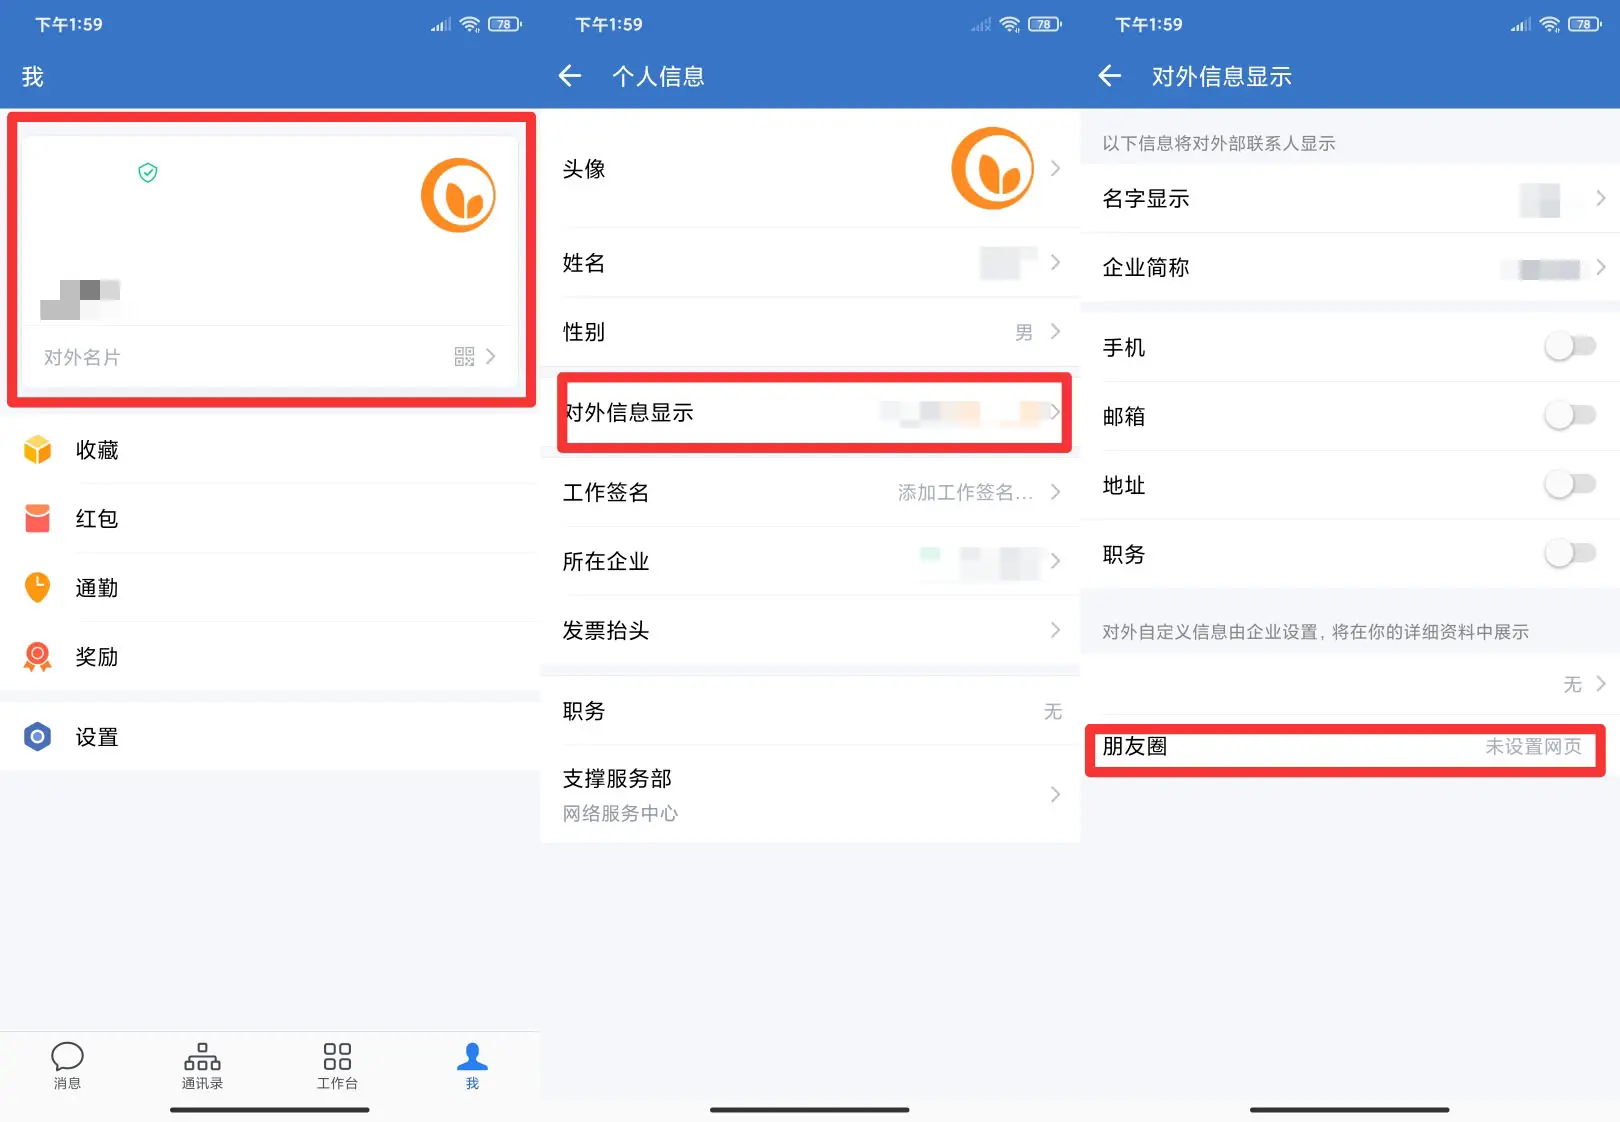 下午1:59
78
我
对外名片
收藏
红包
通勤
奖励
设置
消息
通讯录
工作台
我
下午1:59
78
个人信息
头像
姓名
性别
男
对外信息显示
工作签名
添加工作签名...
所在企业
发票抬头
职务
无
支撑服务部
网络服务中心
下午1:59
78
对外信息显示
以下信息将对外部联系人显示
名字显示
企业简称
手机
邮箱
地址
职务
对外自定义信息由企业设置，将在你的详细资料中展示
无
朋友圈
未设置网页